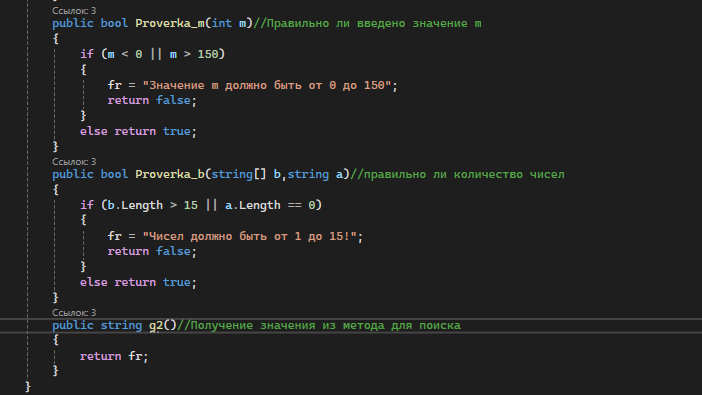 Ссылок: 3
public bool Proverka_m(int m)//Правильно ли введено значение m
{
if (m < 0 || m > 150)
{
fr = "Значение m должно быть от 0 до 150";
return false;
}
else return true;
}
Ссылок: 3
public bool Proverka_b(string[] b,string a)//правильно ли количество чисел
{
if (b.Length > 15 || a.Length == 0)
{
fr = "Чисел должно быть от 1 до 15!";
return false;
}
else return true;
}
Ссылок: 3
public string g2()//Получение значения из метода для поиска
{
return fr;
}
}